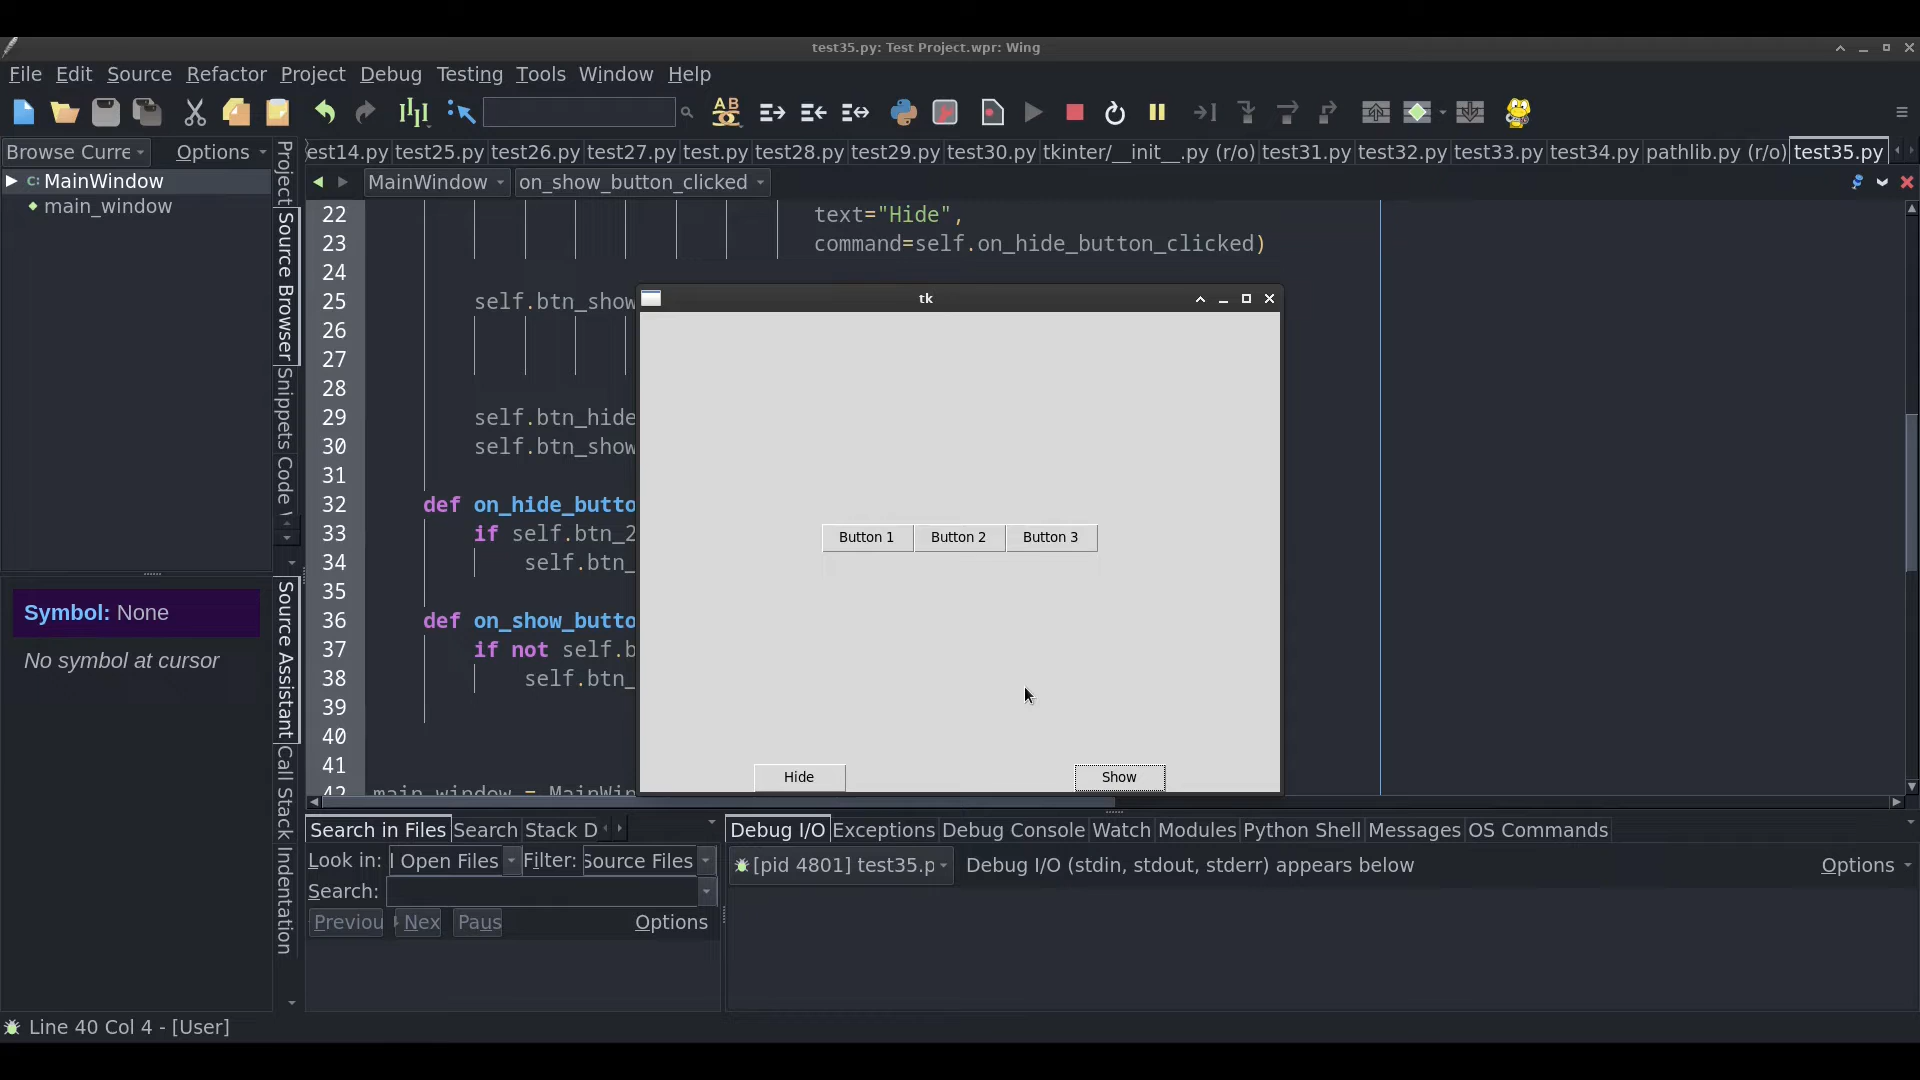 test35.py: Test Project.wpr: Wing
File Edit Source Refactor Project Debug Testing Tools Window Help
Browse Curre Options
est14.py test25.py test26.py test27.py test.py test28.py test29.py test30.py tkinter/__init__.py (r/o) test31.py test32.py test33.py test34.py pathlib.py (r/o) test35.py
MainWindow
main_window
MainWindow on_show_button_clicked
22 text="Hide",
23 command=self.on_hide_button_clicked)
24
25 self.btn_show
26
27
28
29 self.btn_hide
30 self.btn_show
31
32 def on_hide_butto
33 if self.btn_2
34 self.btn_
35
36 def on_show_butto
37 if not self.b
38 self.btn_
39
40
41
42 main_window = MainWin
tk
Button 1 Button 2 Button 3
Hide Show
Project
Source Browser
Snippets
Code
Symbol: None
No symbol at cursor
Source Assistant
Call Stack
Indentation
Search in Files Search Stack D
Look in: l Open Files Filter: Source Files
Search:
Previou Nex Paus Options
Debug I/O Exceptions Debug Console Watch Modules Python Shell Messages OS Commands
[pid 4801] test35.p Debug I/O (stdin, stdout, stderr) appears below Options
Line 40 Col 4 - [User]